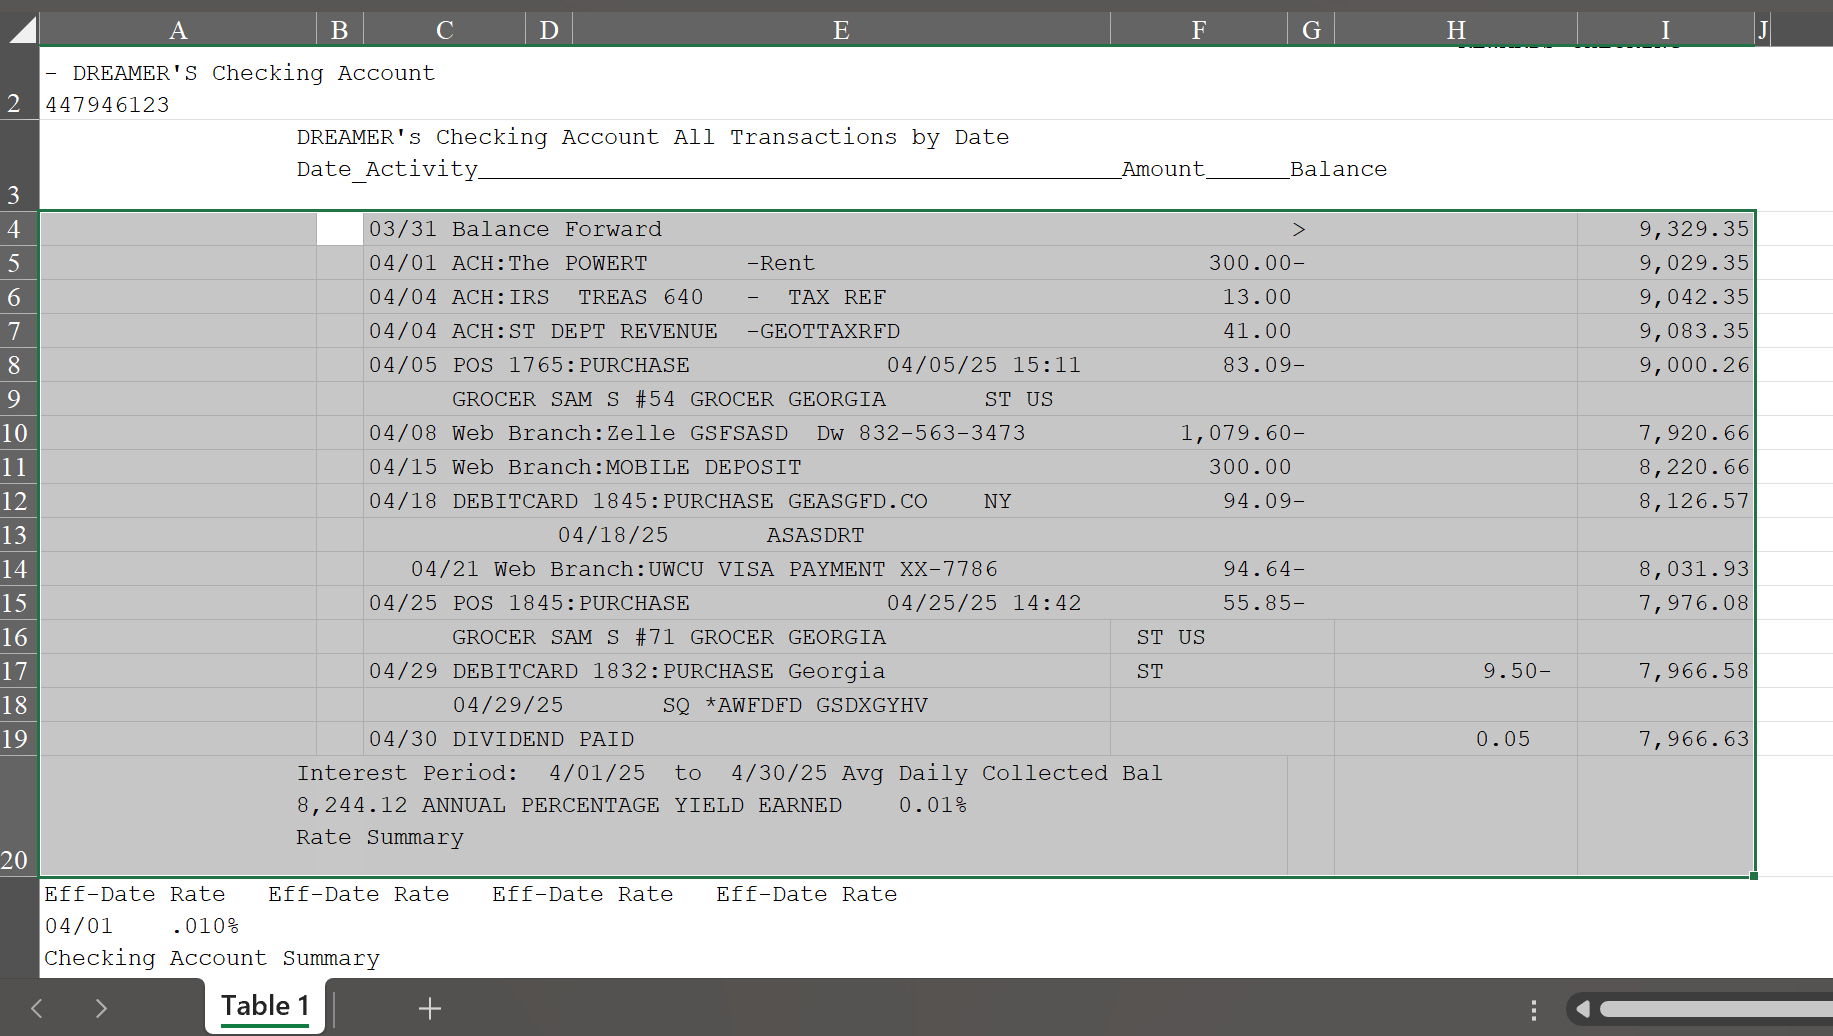 A B C D E F G H I J
- DREAMER'S Checking Account
2 447946123
DREAMER's Checking Account All Transactions by Date
Date_Activity______________________________________________Amount______Balance
3
4 03/31 Balance Forward > 9,329.35
5 04/01 ACH:The POWERT -Rent 300.00- 9,029.35
6 04/04 ACH:IRS TREAS 640 - TAX REF 13.00 9,042.35
7 04/04 ACH:ST DEPT REVENUE -GEOTTAXRFD 41.00 9,083.35
8 04/05 POS 1765:PURCHASE 04/05/25 15:11 83.09- 9,000.26
9 GROCER SAM S #54 GROCER GEORGIA ST US
10 04/08 Web Branch:Zelle GSFSASD Dw 832-563-3473 1,079.60- 7,920.66
11 04/15 Web Branch:MOBILE DEPOSIT 300.00 8,220.66
12 04/18 DEBITCARD 1845:PURCHASE GEASGFD.CO NY 94.09- 8,126.57
13 04/18/25 ASASDRT
14 04/21 Web Branch:UWCU VISA PAYMENT XX-7786 94.64- 8,031.93
15 04/25 POS 1845:PURCHASE 04/25/25 14:42 55.85- 7,976.08
16 GROCER SAM S #71 GROCER GEORGIA ST US
17 04/29 DEBITCARD 1832:PURCHASE Georgia ST 9.50- 7,966.58
18 04/29/25 SQ *AWFDFD GSDXGYHV
19 04/30 DIVIDEND PAID 0.05 7,966.63
Interest Period: 4/01/25 to 4/30/25 Avg Daily Collected Bal
8,244.12 ANNUAL PERCENTAGE YIELD EARNED 0.01%
Rate Summary
20
Eff-Date Rate Eff-Date Rate Eff-Date Rate Eff-Date Rate
04/01 .010%
Checking Account Summary
Table 1